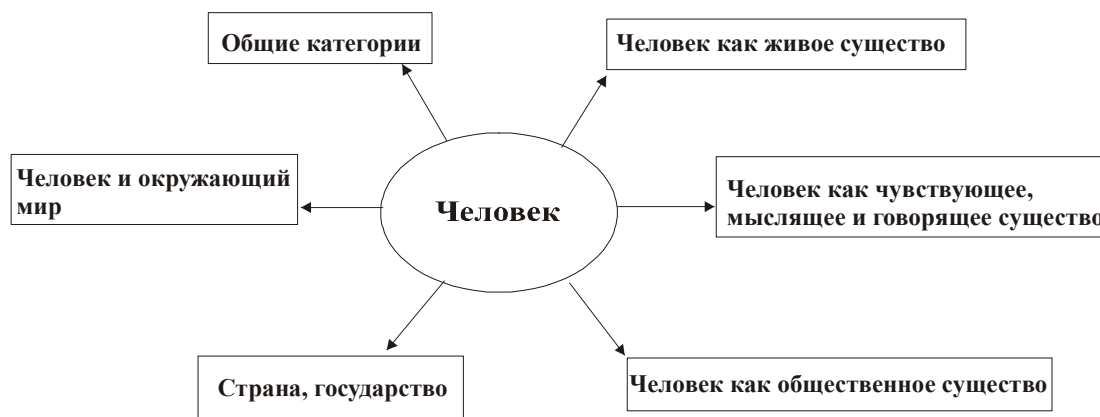 Общие категории
Человек как живое существо
Человек и окружающий
мир
Человек
Человек как чувствующее,
мыслящее и говорящее существо
Страна, государство
Человек как общественное существо